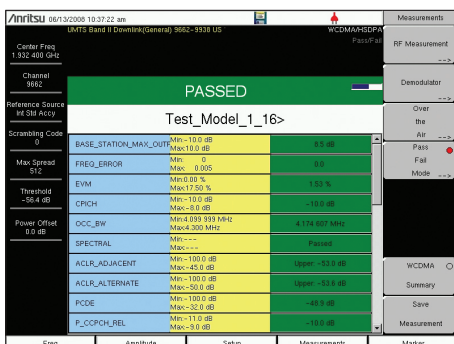 Anritsu 06/13/2008 10:37:22 am
UMTS Band II Downlink(General) 9662-9938 US
WCDMA/HSDPA
Pass/Fail
Center Freq
1.932 400 GHz
Channel
9662
Reference Source
Int Std Accy
Scrambling Code
0
Max Spread
512
Threshold
-56.4 dB
Power Offset
0.0 dB
PASSED
Test_Model_1_16>
BASE_STATION_MAX_OUTP Min:-10.0 dB Max:10.0 dB 6.5 dB
FREQ_ERROR Min: 0 Max: 0.005 0.0
EVM Min:0.00 % Max:17.50 % 1.53 %
CPICH Min:-10.0 dB Max:-8.0 dB -10.0 dB
OCC_BW Min:4.099 999 MHz Max:4.300 MHz 4.174 607 MHz
SPECTRAL Min:--- Max:--- Passed
ACLR_ADJACENT Min:-100.0 dB Max:-45.0 dB Upper: -53.0 dB
ACLR_ALTERNATE Min:-100.0 dB Max:-50.0 dB Upper: -53.6 dB
PCDE Min:-100.0 dB Max:-32.0 dB -48.9 dB
P_CCPCH_REL Min:-11.0 dB Max:-9.0 dB -10.0 dB
Measurements
RF Measurement
-->
Demodulator
-->
Over
the
Air -->
Pass
Fail
Mode -->
WCDMA
Summary
Save
Measurement
Freq Amplitude Setup Measurements Marker